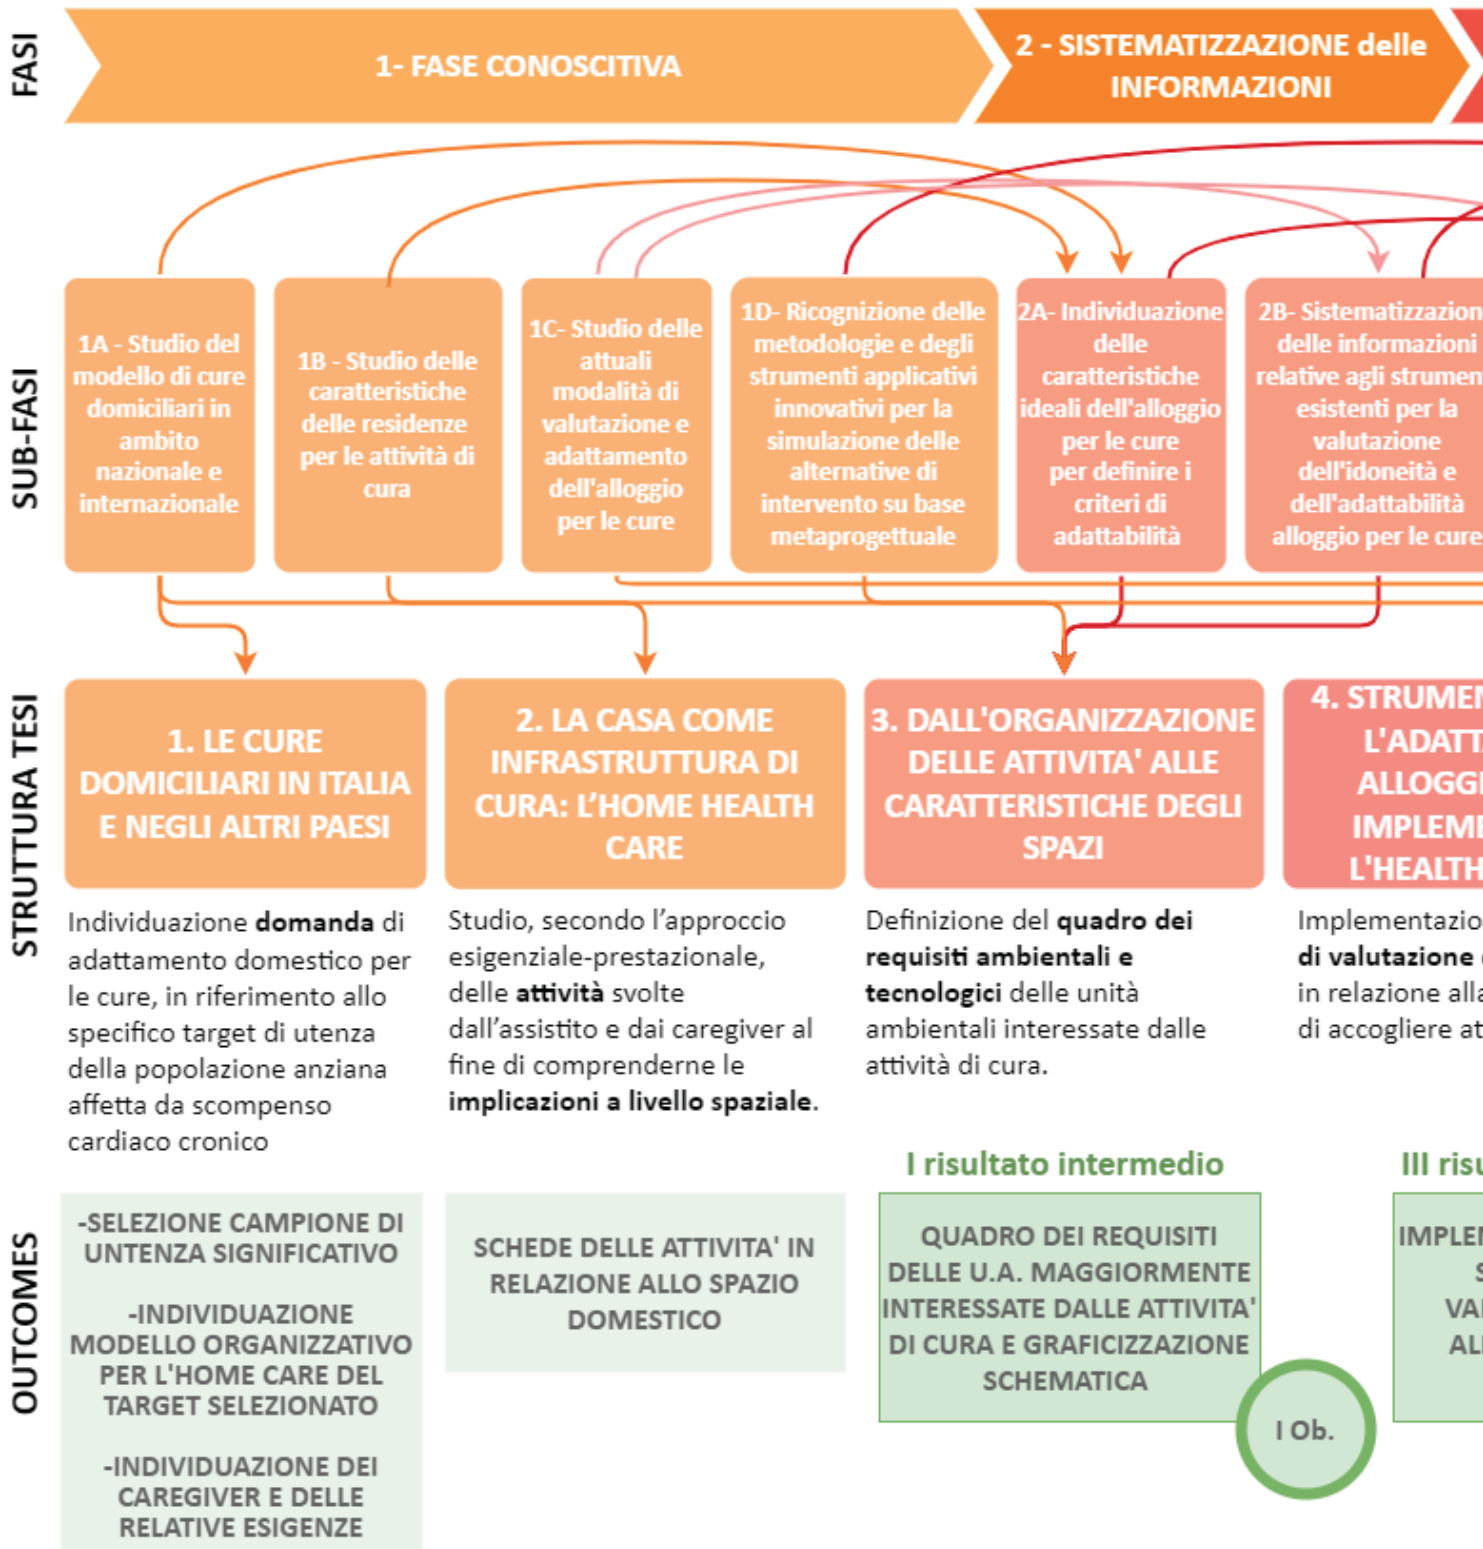 FASI
1- FASE CONOSCITIVA
2 - SISTEMATIZZAZIONE delle
INFORMAZIONI
SUB-FASI
1A - Studio del
modello di cure
domiciliari in
ambito
nazionale e
internazionale
1B - Studio delle
caratteristiche
delle residenze
per le attività di
cura
1C- Studio delle
attuali
modalità di
valutazione e
adattamento
dell'alloggio
per le cure
1D- Ricognizione delle
metodologie e degli
strumenti applicativi
innovativi per la
simulazione delle
alternative di
intervento su base
metaprogettuale
2A- Individuazione
delle
caratteristiche
ideali dell'alloggio
per le cure
per definire i
criteri di
adattabilità
2B- Sistematizzazion
delle informazioni
relative agli strument
esistenti per la
valutazione
dell'idoneità e
dell'adattabilità
alloggio per le cure
STRUTTURA TESI
1. LE CURE
DOMICILIARI IN ITALIA
E NEGLI ALTRI PAESI
2. LA CASA COME
INFRASTRUTTURA DI
CURA: L’HOME HEALTH
CARE
3. DALL'ORGANIZZAZIONE
DELLE ATTIVITA' ALLE
CARATTERISTICHE DEGLI
SPAZI
4. STRUMEN
L'ADATTA
ALLOGGI
IMPLEME
L'HEALTH
Individuazione domanda di
adattamento domestico per
le cure, in riferimento allo
specifico target di utenza
della popolazione anziana
affetta da scompenso
cardiaco cronico
Studio, secondo l’approccio
esigenziale-prestazionale,
delle attività svolte
dall’assistito e dai caregiver al
fine di comprenderne le
implicazioni a livello spaziale.
Definizione del quadro dei
requisiti ambientali e
tecnologici delle unità
ambientali interessate dalle
attività di cura.
Implementazio
di valutazione
in relazione alla
di accogliere at
OUTCOMES
-SELEZIONE CAMPIONE DI
UNTENZA SIGNIFICATIVO
-INDIVIDUAZIONE
MODELLO ORGANIZZATIVO
PER L'HOME CARE DEL
TARGET SELEZIONATO
-INDIVIDUAZIONE DEI
CAREGIVER E DELLE
RELATIVE ESIGENZE
SCHEDE DELLE ATTIVITA' IN
RELAZIONE ALLO SPAZIO
DOMESTICO
I risultato intermedio
QUADRO DEI REQUISITI
DELLE U.A. MAGGIORMENTE
INTERESSATE DALLE ATTIVITA'
DI CURA E GRAFICIZZAZIONE
SCHEMATICA
I Ob.
III risu
IMPLEM
S
VAL
ALL